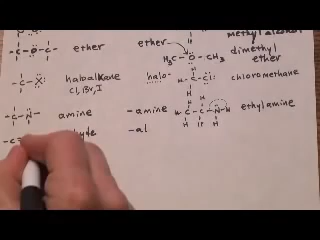 methyl alcohol
-C-O-C- ether ether H₃C-O-CH₃ dimethyl ether
-C-X: haloalkane halo- H-C-Cl: chloromethane
Cl, Br, I
-C-N- amine -amine H-C-C-N-H ethylamine
H H H
-al